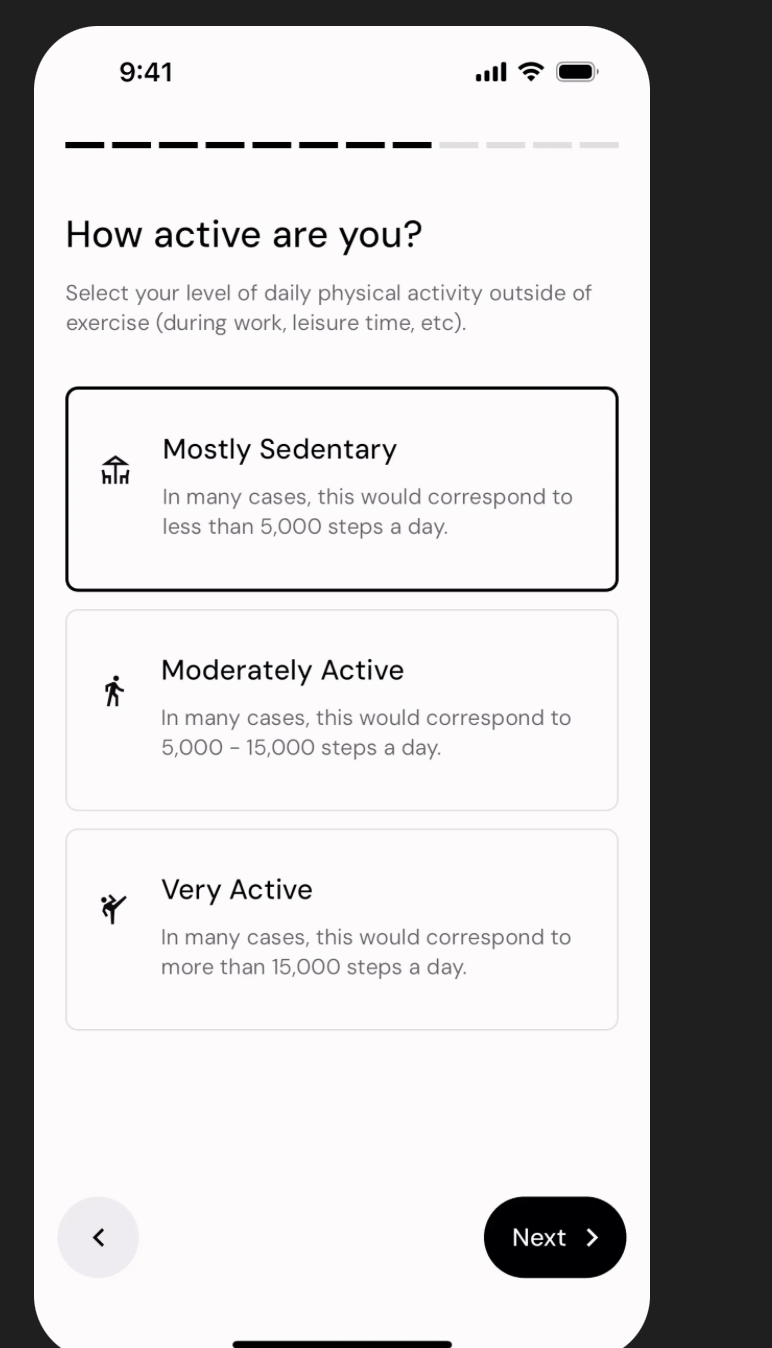 9:41
How active are you?
Select your level of daily physical activity outside of
exercise (during work, leisure time, etc).
Mostly Sedentary
In many cases, this would correspond to
less than 5,000 steps a day.
Moderately Active
In many cases, this would correspond to
5,000 - 15,000 steps a day.
Very Active
In many cases, this would correspond to
more than 15,000 steps a day.
Next